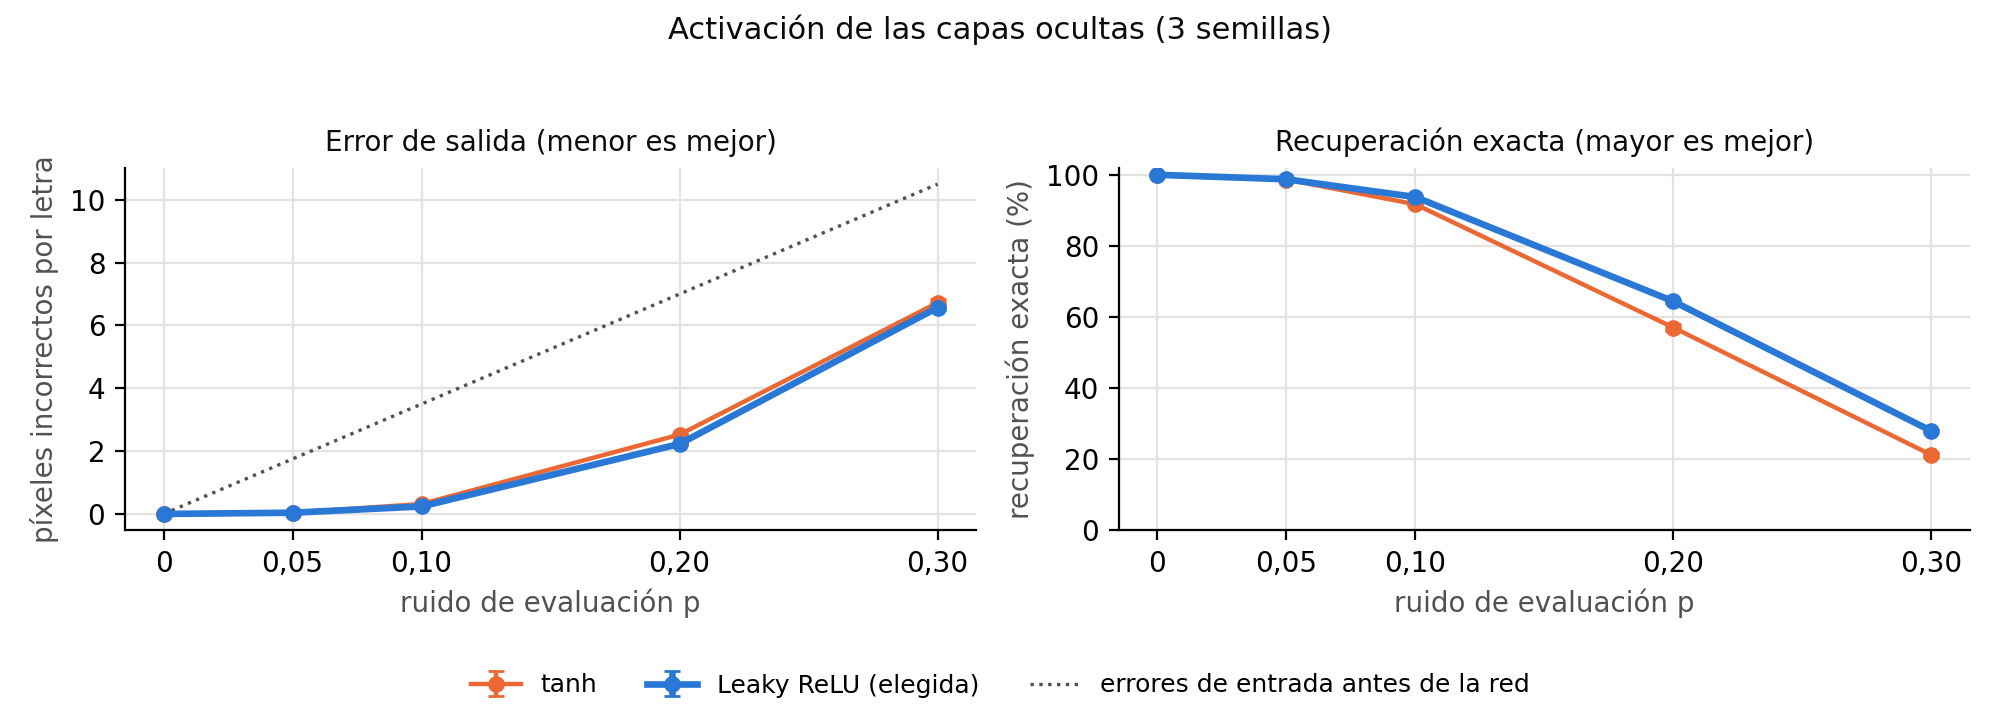 Activación de las capas ocultas (3 semillas)
Error de salida (menor es mejor)
píxeles incorrectos por letra
10
8
6
4
2
0
0 0,05 0,10 0,20 0,30
ruido de evaluación p
Recuperación exacta (mayor es mejor)
recuperación exacta (%)
100
80
60
40
20
0
0 0,05 0,10 0,20 0,30
ruido de evaluación p
tanh Leaky ReLU (elegida) errores de entrada antes de la red